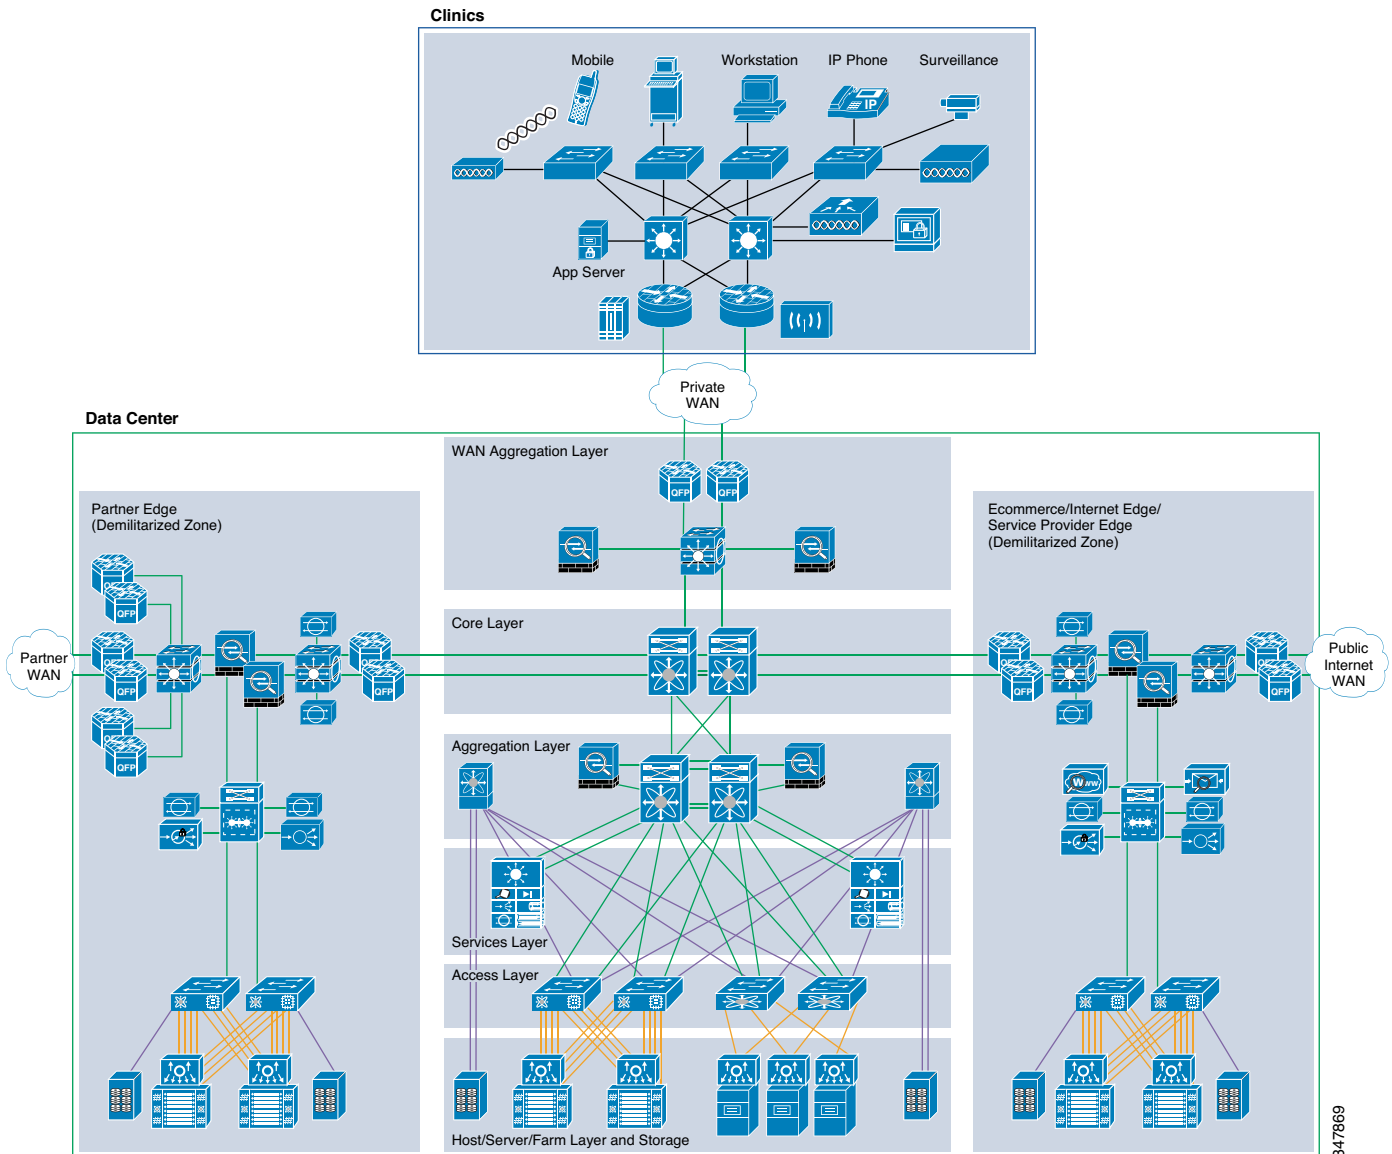 Clinics
Mobile
Workstation
IP Phone
Surveillance
IP
App Server
Private
WAN
Data Center
WAN Aggregation Layer
QFP
QFP
Partner Edge
(Demilitarized Zone)
Ecommerce/Internet Edge/
Service Provider Edge
(Demilitarized Zone)
QFP
Core Layer
Partner
WAN
QFP
QFP
QFP
QFP
QFP
Public
Internet
WAN
Aggregation Layer
QFP
Www
Services Layer
Access Layer
Host/Server/Farm Layer and Storage
347869